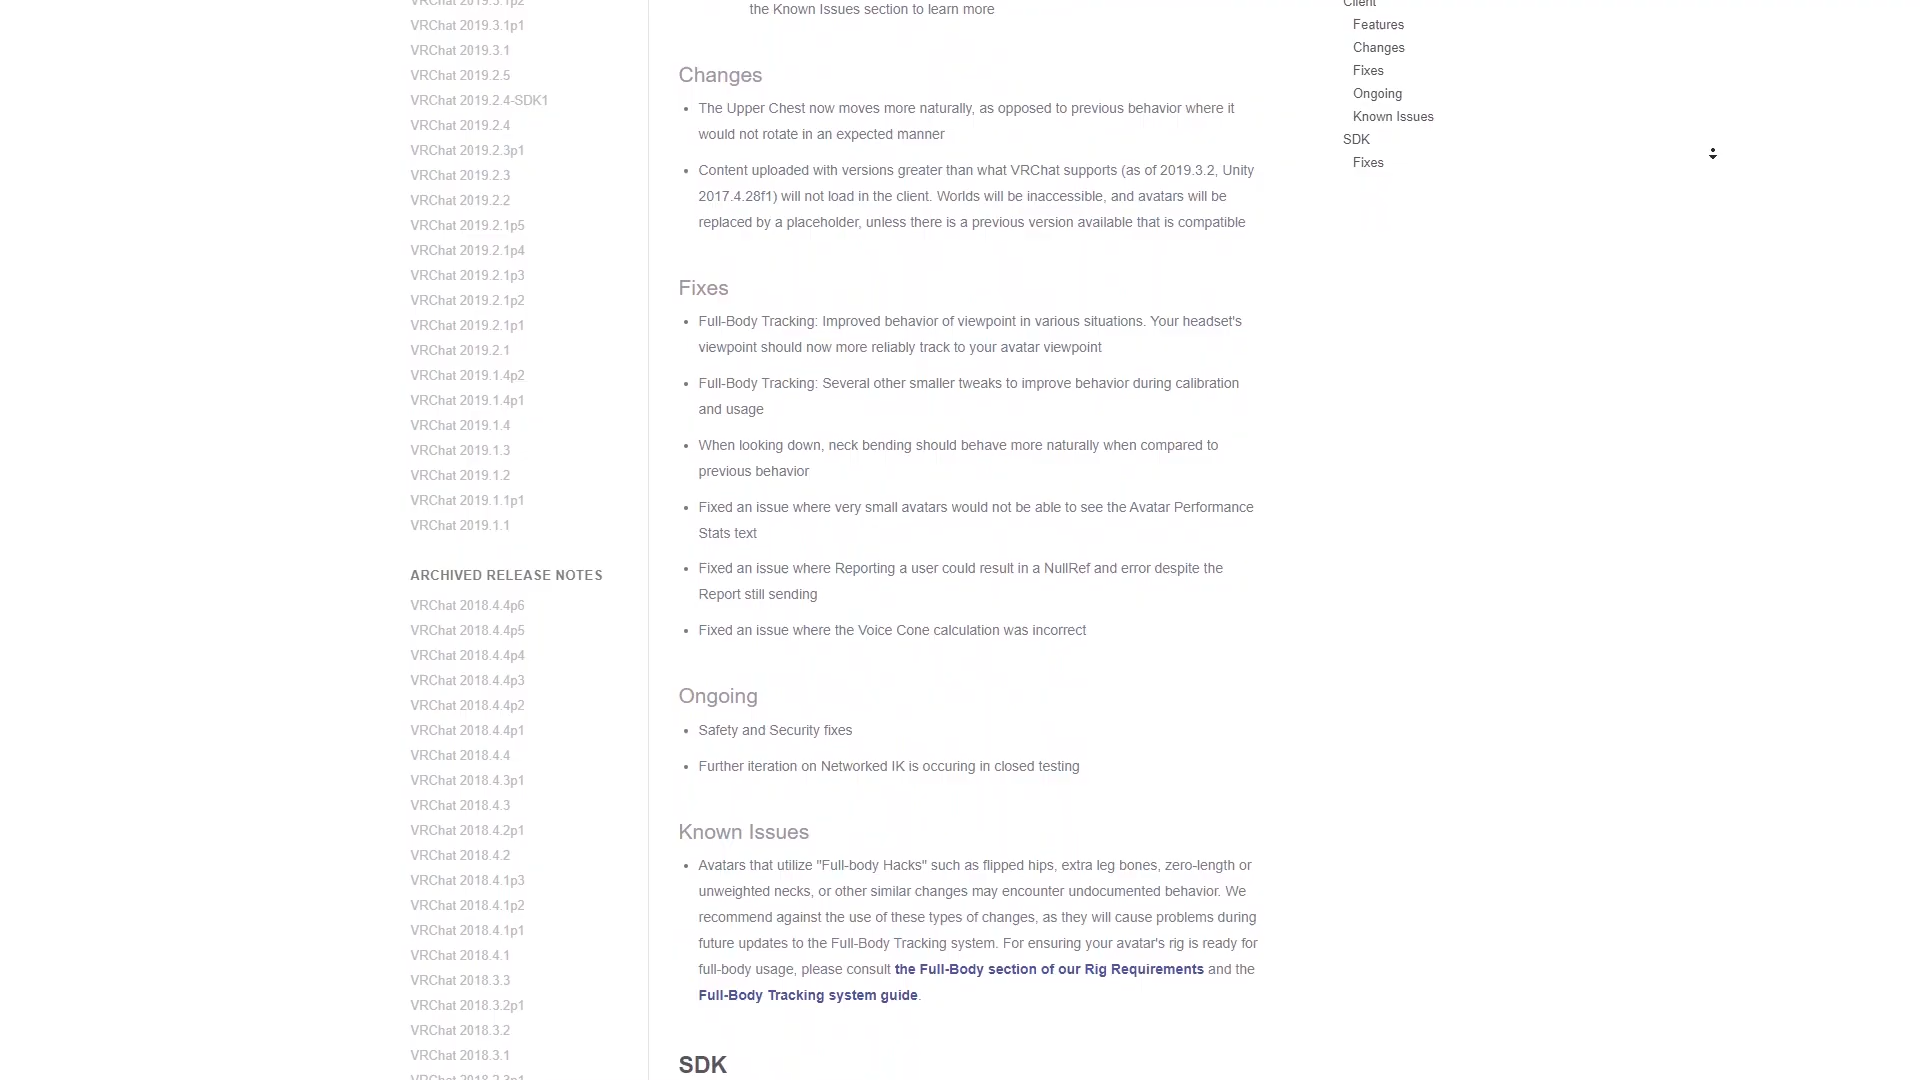 VRChat 2019.3.1p2
VRChat 2019.3.1p1
VRChat 2019.3.1
VRChat 2019.2.5
VRChat 2019.2.4-SDK1
VRChat 2019.2.4
VRChat 2019.2.3p1
VRChat 2019.2.3
VRChat 2019.2.2
VRChat 2019.2.1p5
VRChat 2019.2.1p4
VRChat 2019.2.1p3
VRChat 2019.2.1p2
VRChat 2019.2.1p1
VRChat 2019.2.1
VRChat 2019.1.4p2
VRChat 2019.1.4p1
VRChat 2019.1.4
VRChat 2019.1.3
VRChat 2019.1.2
VRChat 2019.1.1p1
VRChat 2019.1.1
ARCHIVED RELEASE NOTES
VRChat 2018.4.4p6
VRChat 2018.4.4p5
VRChat 2018.4.4p4
VRChat 2018.4.4p3
VRChat 2018.4.4p2
VRChat 2018.4.4p1
VRChat 2018.4.4
VRChat 2018.4.3p1
VRChat 2018.4.3
VRChat 2018.4.2p1
VRChat 2018.4.2
VRChat 2018.4.1p3
VRChat 2018.4.1p2
VRChat 2018.4.1p1
VRChat 2018.4.1
VRChat 2018.3.3
VRChat 2018.3.2p1
VRChat 2018.3.2
VRChat 2018.3.1
VRChat 2018.2.3p1
the Known Issues section to learn more
Changes
• The Upper Chest now moves more naturally, as opposed to previous behavior where it
would not rotate in an expected manner
• Content uploaded with versions greater than what VRChat supports (as of 2019.3.2, Unity
2017.4.28f1) will not load in the client. Worlds will be inaccessible, and avatars will be
replaced by a placeholder, unless there is a previous version available that is compatible
Fixes
• Full-Body Tracking: Improved behavior of viewpoint in various situations. Your headset's
viewpoint should now more reliably track to your avatar viewpoint
• Full-Body Tracking: Several other smaller tweaks to improve behavior during calibration
and usage
• When looking down, neck bending should behave more naturally when compared to
previous behavior
• Fixed an issue where very small avatars would not be able to see the Avatar Performance
Stats text
• Fixed an issue where Reporting a user could result in a NullRef and error despite the
Report still sending
• Fixed an issue where the Voice Cone calculation was incorrect
Ongoing
• Safety and Security fixes
• Further iteration on Networked IK is occuring in closed testing
Known Issues
• Avatars that utilize "Full-body Hacks" such as flipped hips, extra leg bones, zero-length or
unweighted necks, or other similar changes may encounter undocumented behavior. We
recommend against the use of these types of changes, as they will cause problems during
future updates to the Full-Body Tracking system. For ensuring your avatar's rig is ready for
full-body usage, please consult the Full-Body section of our Rig Requirements and the
Full-Body Tracking system guide.
SDK
Client
Features
Changes
Fixes
Ongoing
Known Issues
SDK
Fixes